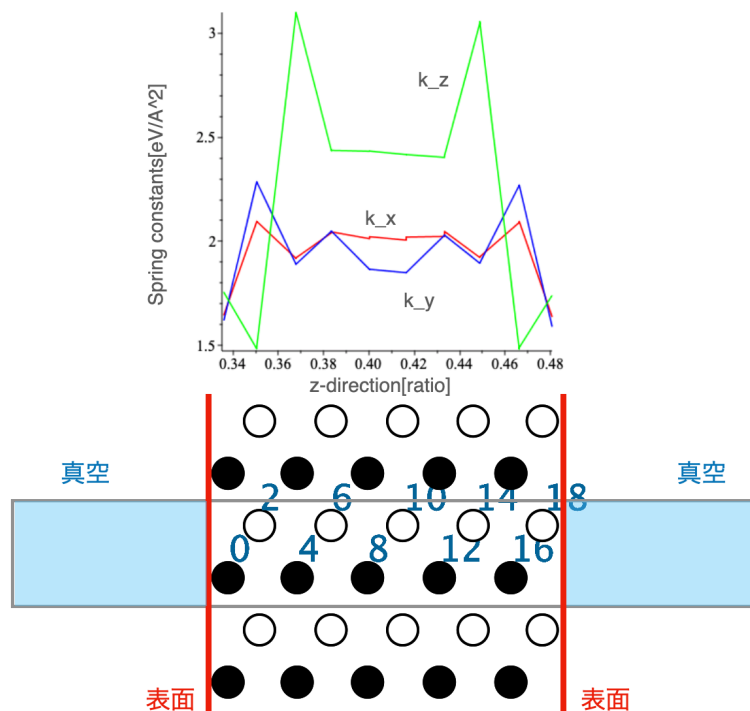 3
k_z
2.5
Spring constants[eV/A^2]
k_x
2
k_y
1.5
0.34 0.36 0.38 0.40 0.42 0.44 0.46 0.48
z-direction[ratio]
真空 真空
2 6 10 14 18
0 4 8 12 16
表面 表面